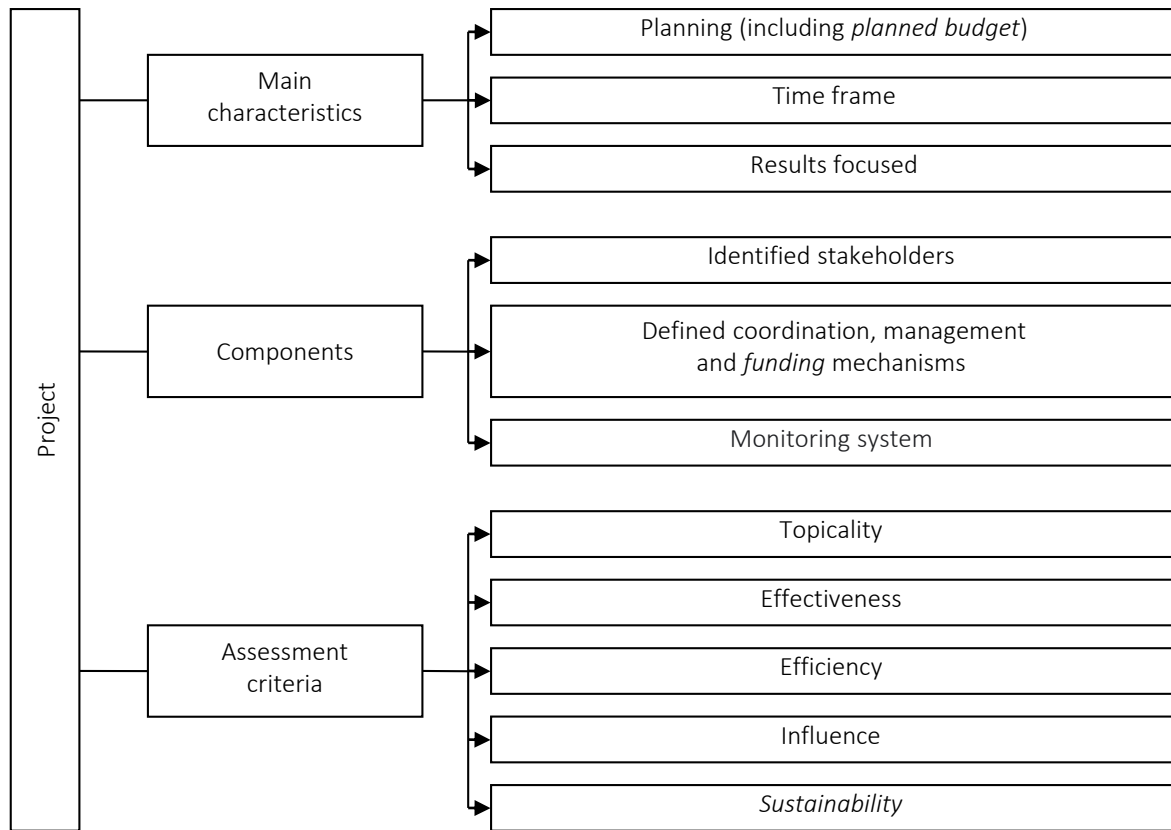 Project
Main
characteristics
Planning (including planned budget)
Time frame
Results focused
Components
Identified stakeholders
Defined coordination, management
and funding mechanisms
Monitoring system
Assessment
criteria
Topicality
Effectiveness
Efficiency
Influence
Sustainability